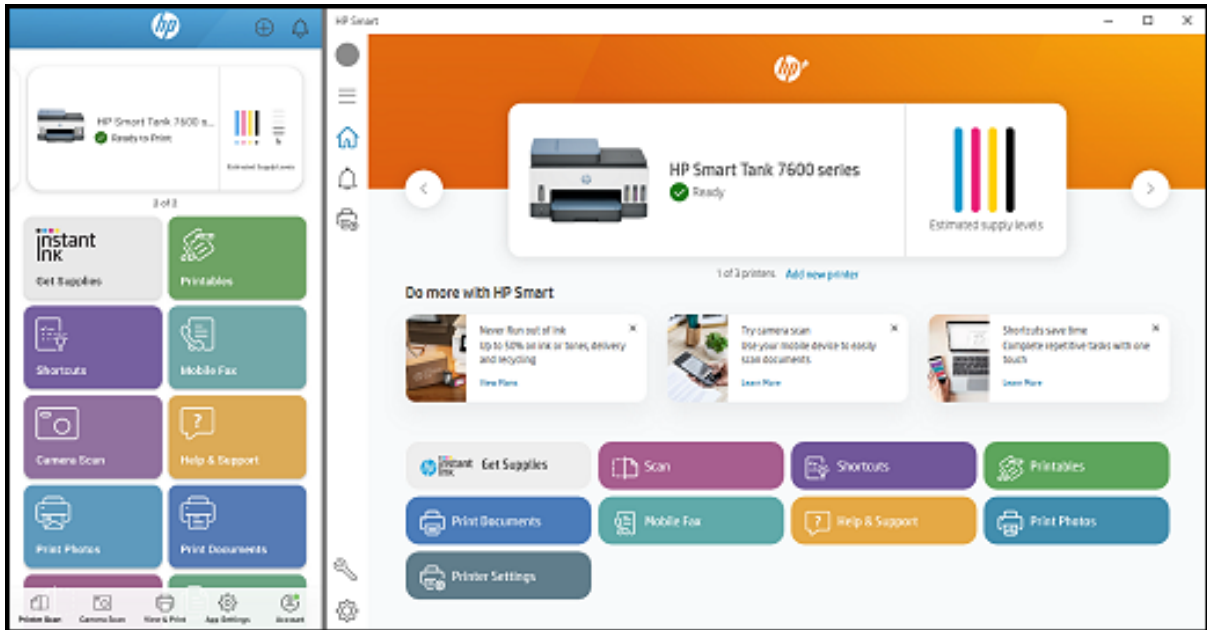 hp
HP Smart Tank 7600 s...
Ready to Print
Estimated Supply Levels
2 of 2
instant
ink
Get Supplies
Printables
Shortcuts
Mobile Fax
Camera Scan
Help & Support
Print Photos
Print Documents
Printer Scan
Camera Scan
View & Print
App Settings
Account
HP Smart
hp
HP Smart Tank 7600 series
Ready
Estimated supply levels
1 of 3 printers Add new printer
Do more with HP Smart
Never Run out of Ink
Up to 50% on ink or toner, delivery
and recycling
View Plans
Try camera scan
Use your mobile device to easily
scan documents.
Learn More
Shortcuts save time
Complete repetitive tasks with one
touch
Learn More
hp instant ink Get Supplies
Scan
Shortcuts
Printables
Print Documents
Mobile Fax
Help & Support
Print Photos
Printer Settings